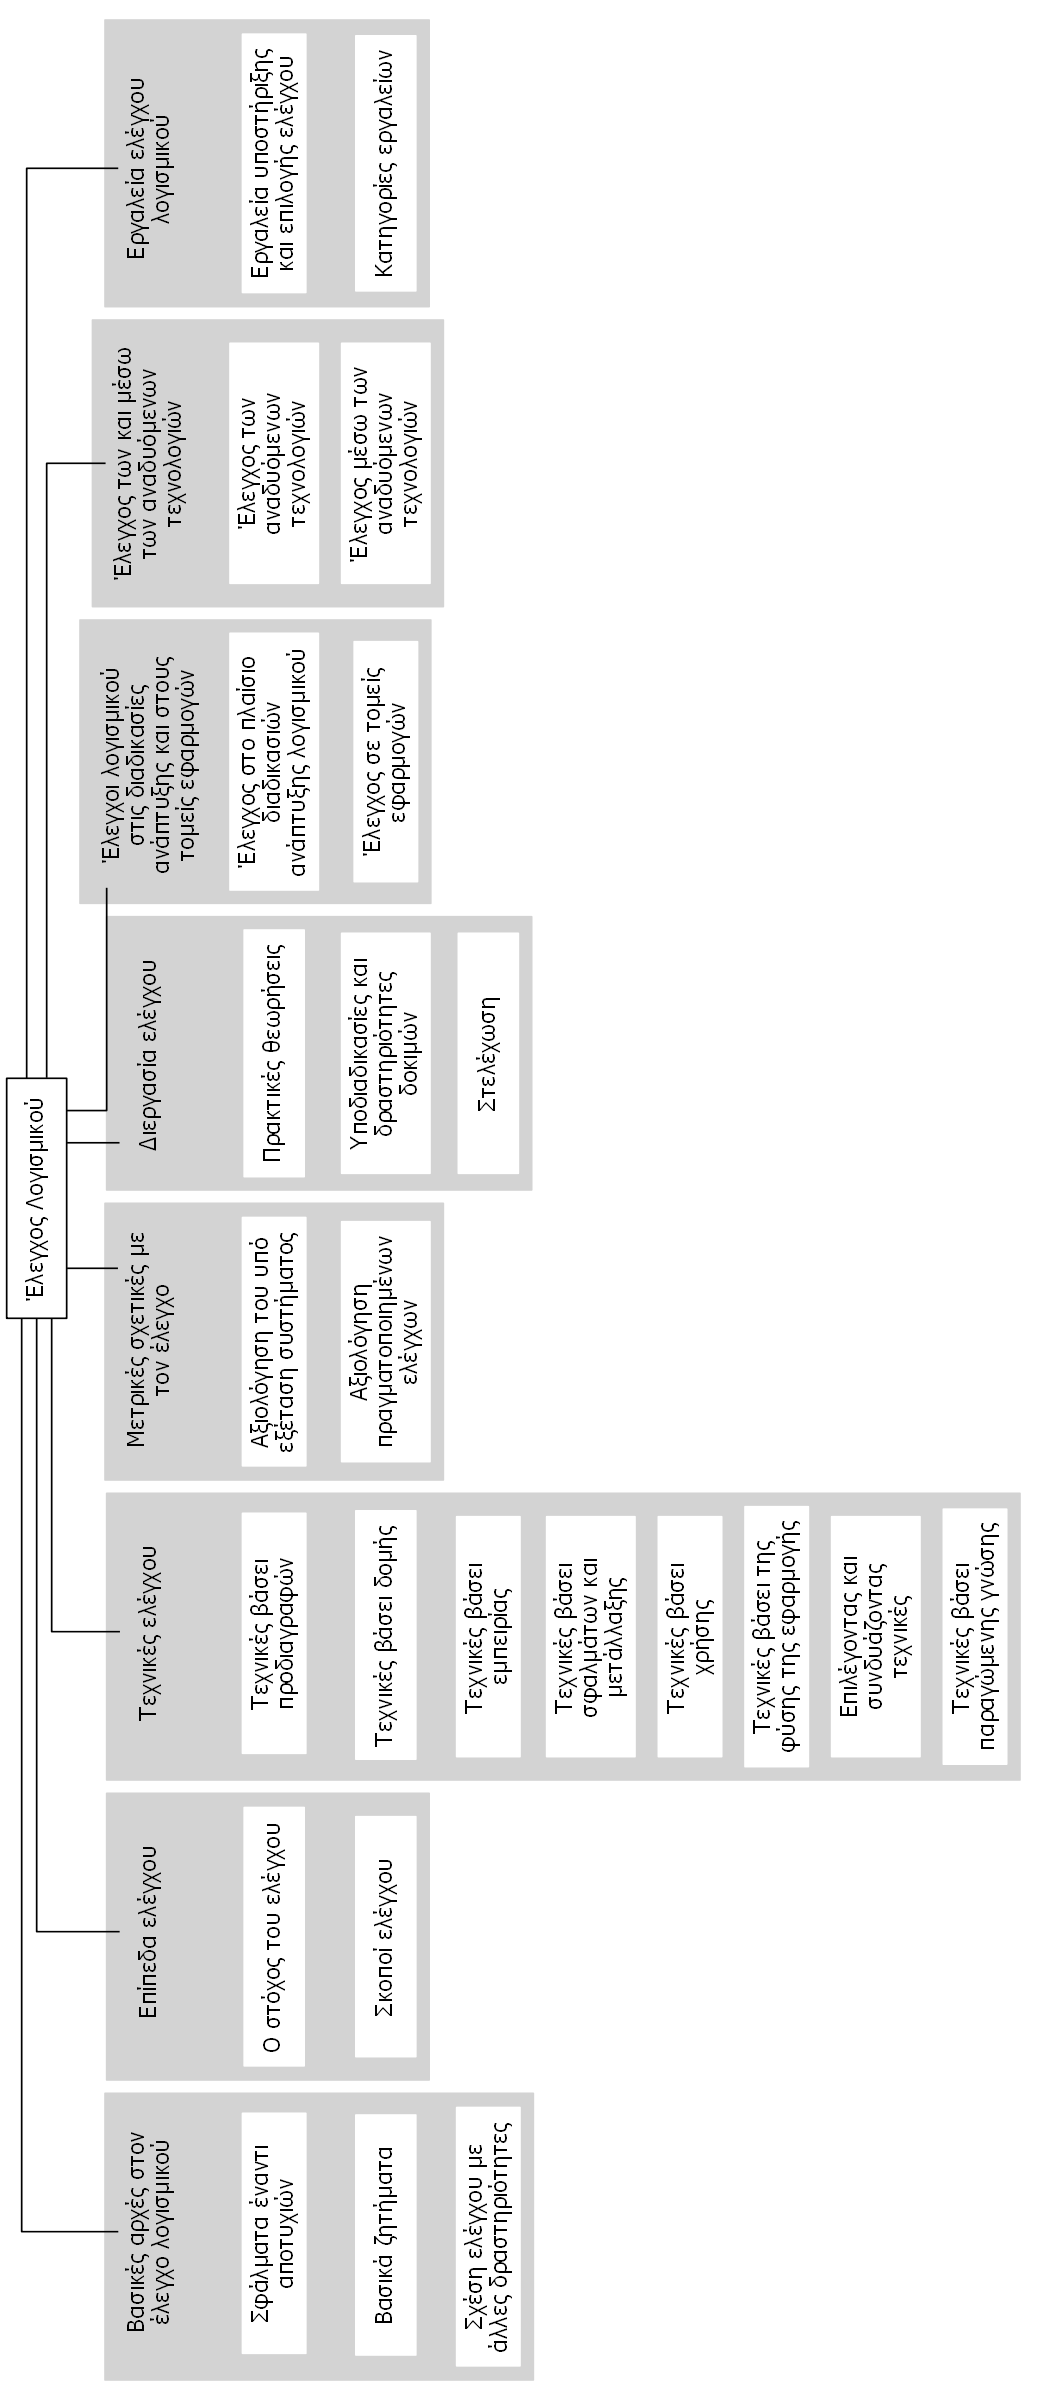 Έλεγχος Λογισμικού
Βασικές αρχές στον
έλεγχο λογισμικού
Σφάλματα έναντι
αποτυχιών
Βασικά ζητήματα
Σχέση ελέγχου με
άλλες δραστηριότητες
Επίπεδα ελέγχου
Ο στόχος του ελέγχου
Σκοποί ελέγχου
Τεχνικές ελέγχου
Τεχνικές βάσει
προδιαγραφών
Τεχνικές βάσει δομής
Τεχνικές βάσει
εμπειρίας
Τεχνικές βάσει
σφαλμάτων και
μετάλλαξης
Τεχνικές βάσει
χρήσης
Τεχνικές βάσει της
φύσης της εφαρμογής
Επιλέγοντας και
συνδυάζοντας
τεχνικές
Τεχνικές βάσει
παραγώμενης γνώσης
Μετρικές σχετικές με
τον έλεγχο
Αξιολόγηση του υπό
εξέταση συστήματος
Αξιολόγηση
πραγματοποιημένων
ελέγχων
Διεργασία ελέγχου
Πρακτικές θεωρήσεις
Υποδιαδικασίες και
δραστηριότητες
δοκιμών
Στελέχωση
Έλεγχοι λογισμικού
στις διαδικασίες
ανάπτυξης και στους
τομείς εφαρμογών
Έλεγχος στο πλαίσιο
διαδικασιών
ανάπτυξης λογισμικού
Έλεγχος σε τομείς
εφαρμογών
Έλεγχος των και μέσω
των αναδυόμενων
τεχνολογιών
Έλεγχος των
αναδυόμενων
τεχνολογιών
Έλεγχος μέσω των
αναδυόμενων
τεχνολογιών
Εργαλεία ελέγχου
λογισμικού
Εργαλεία υποστήριξης
και επιλογής ελέγχου
Κατηγορίες εργαλείων